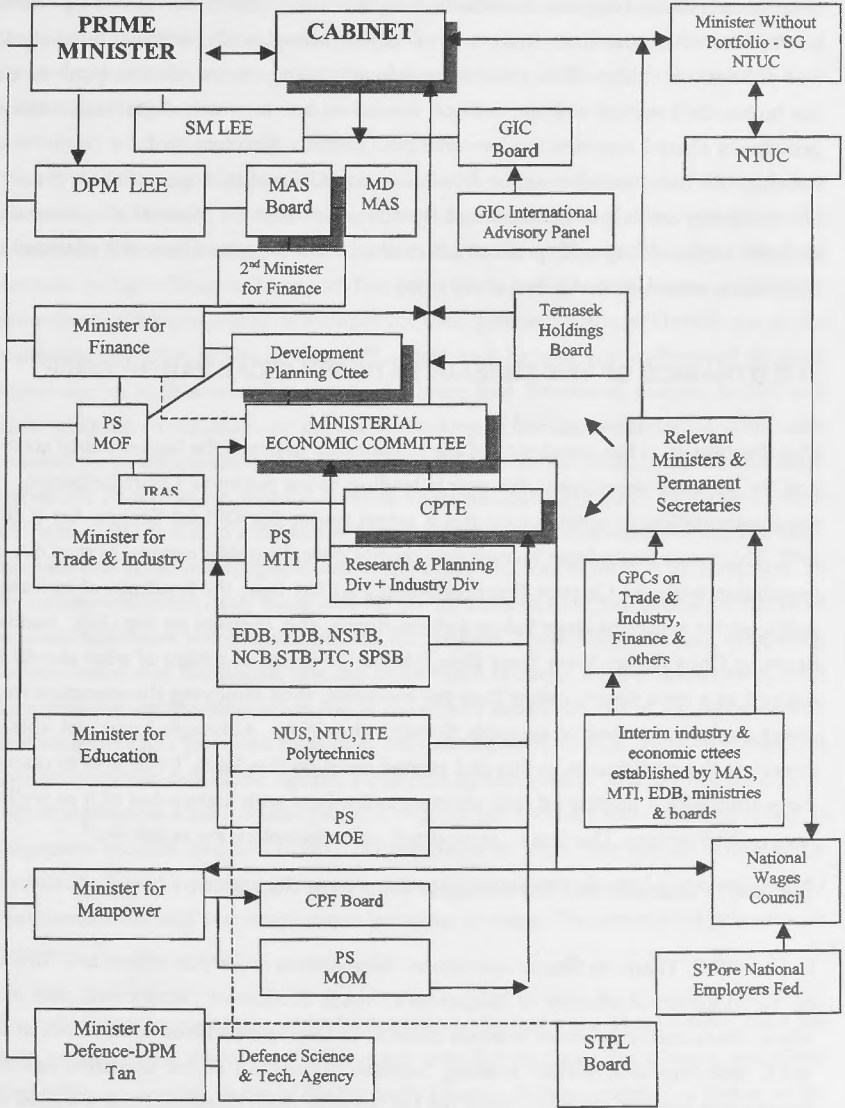 PRIME
MINISTER
CABINET
Minister Without
Portfolio - SG
NTUC
SM LEE
GIC
Board
NTUC
DPM LEE
MAS
Board
MD
MAS
GIC International
Advisory Panel
2nd Minister
for Finance
Minister for
Finance
Temasek
Holdings
Board
Development
Planning Cttee
PS
MOF
MINISTERIAL
ECONOMIC COMMITTEE
Relevant
Ministers &
Permanent
Secretaries
IRAS
CPTE
Minister for
Trade & Industry
PS
MTI
Research & Planning
Div + Industry Div
GPCs on
Trade &
Industry,
Finance &
others
EDB, TDB, NSTB,
NCB,STB,JTC, SPSB
Minister for
Education
NUS, NTU, ITE
Polytechnics
Interim industry &
economic cttees
established by MAS,
MTI, EDB, ministries
& boards
PS
MOE
National
Wages
Council
Minister for
Manpower
CPF Board
PS
MOM
S'Pore National
Employers Fed.
Minister for
Defence-DPM
Tan
Defence Science
& Tech. Agency
STPL
Board